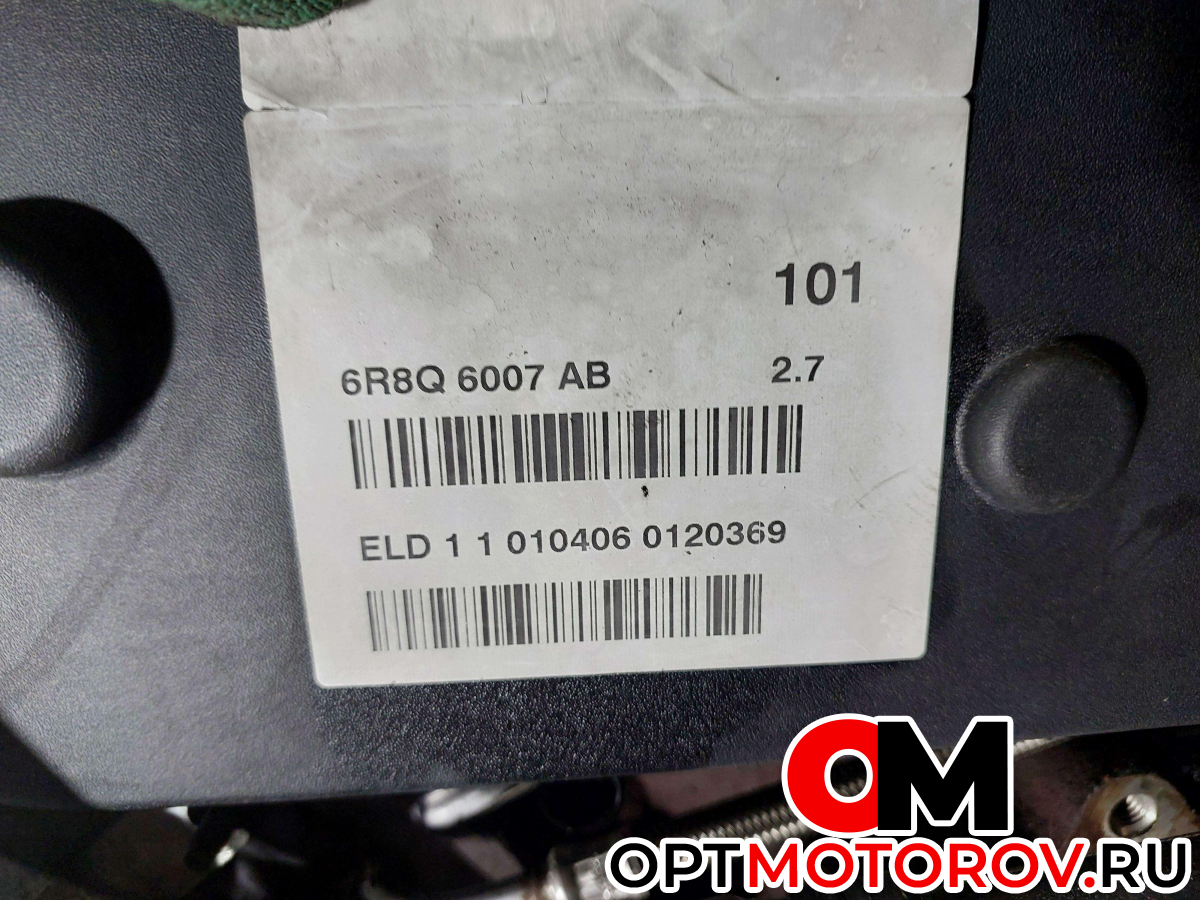 101
6R8Q 6007 AB 2.7
ELD 1 1 010406 0120369
OM
OPTMOTOROV.RU